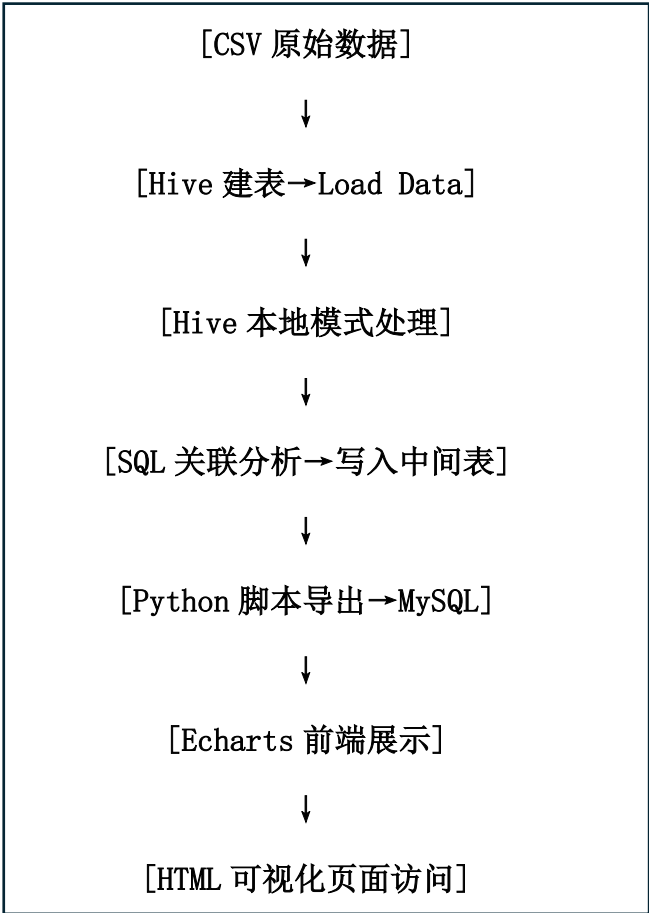 [CSV 原始数据]
↓
[Hive 建表→Load Data]
↓
[Hive 本地模式处理]
↓
[SQL 关联分析→写入中间表]
↓
[Python 脚本导出→MySQL]
↓
[Echarts 前端展示]
↓
[HTML 可视化页面访问]